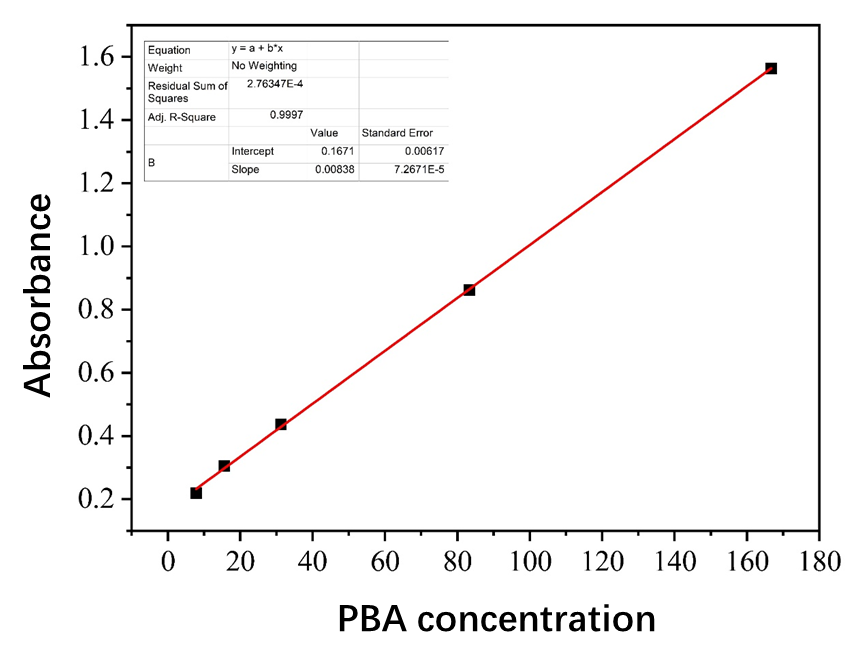 Equation y = a + b*x
Weight No Weighting
Residual Sum of Squares 2.76347E-4
Adj. R-Square 0.9997
Value Standard Error
B Intercept 0.1671 0.00617
Slope 0.00838 7.2671E-5
1.6
1.4
1.2
1.0
0.8
0.6
0.4
0.2
Absorbance
0 20 40 60 80 100 120 140 160 180
PBA concentration